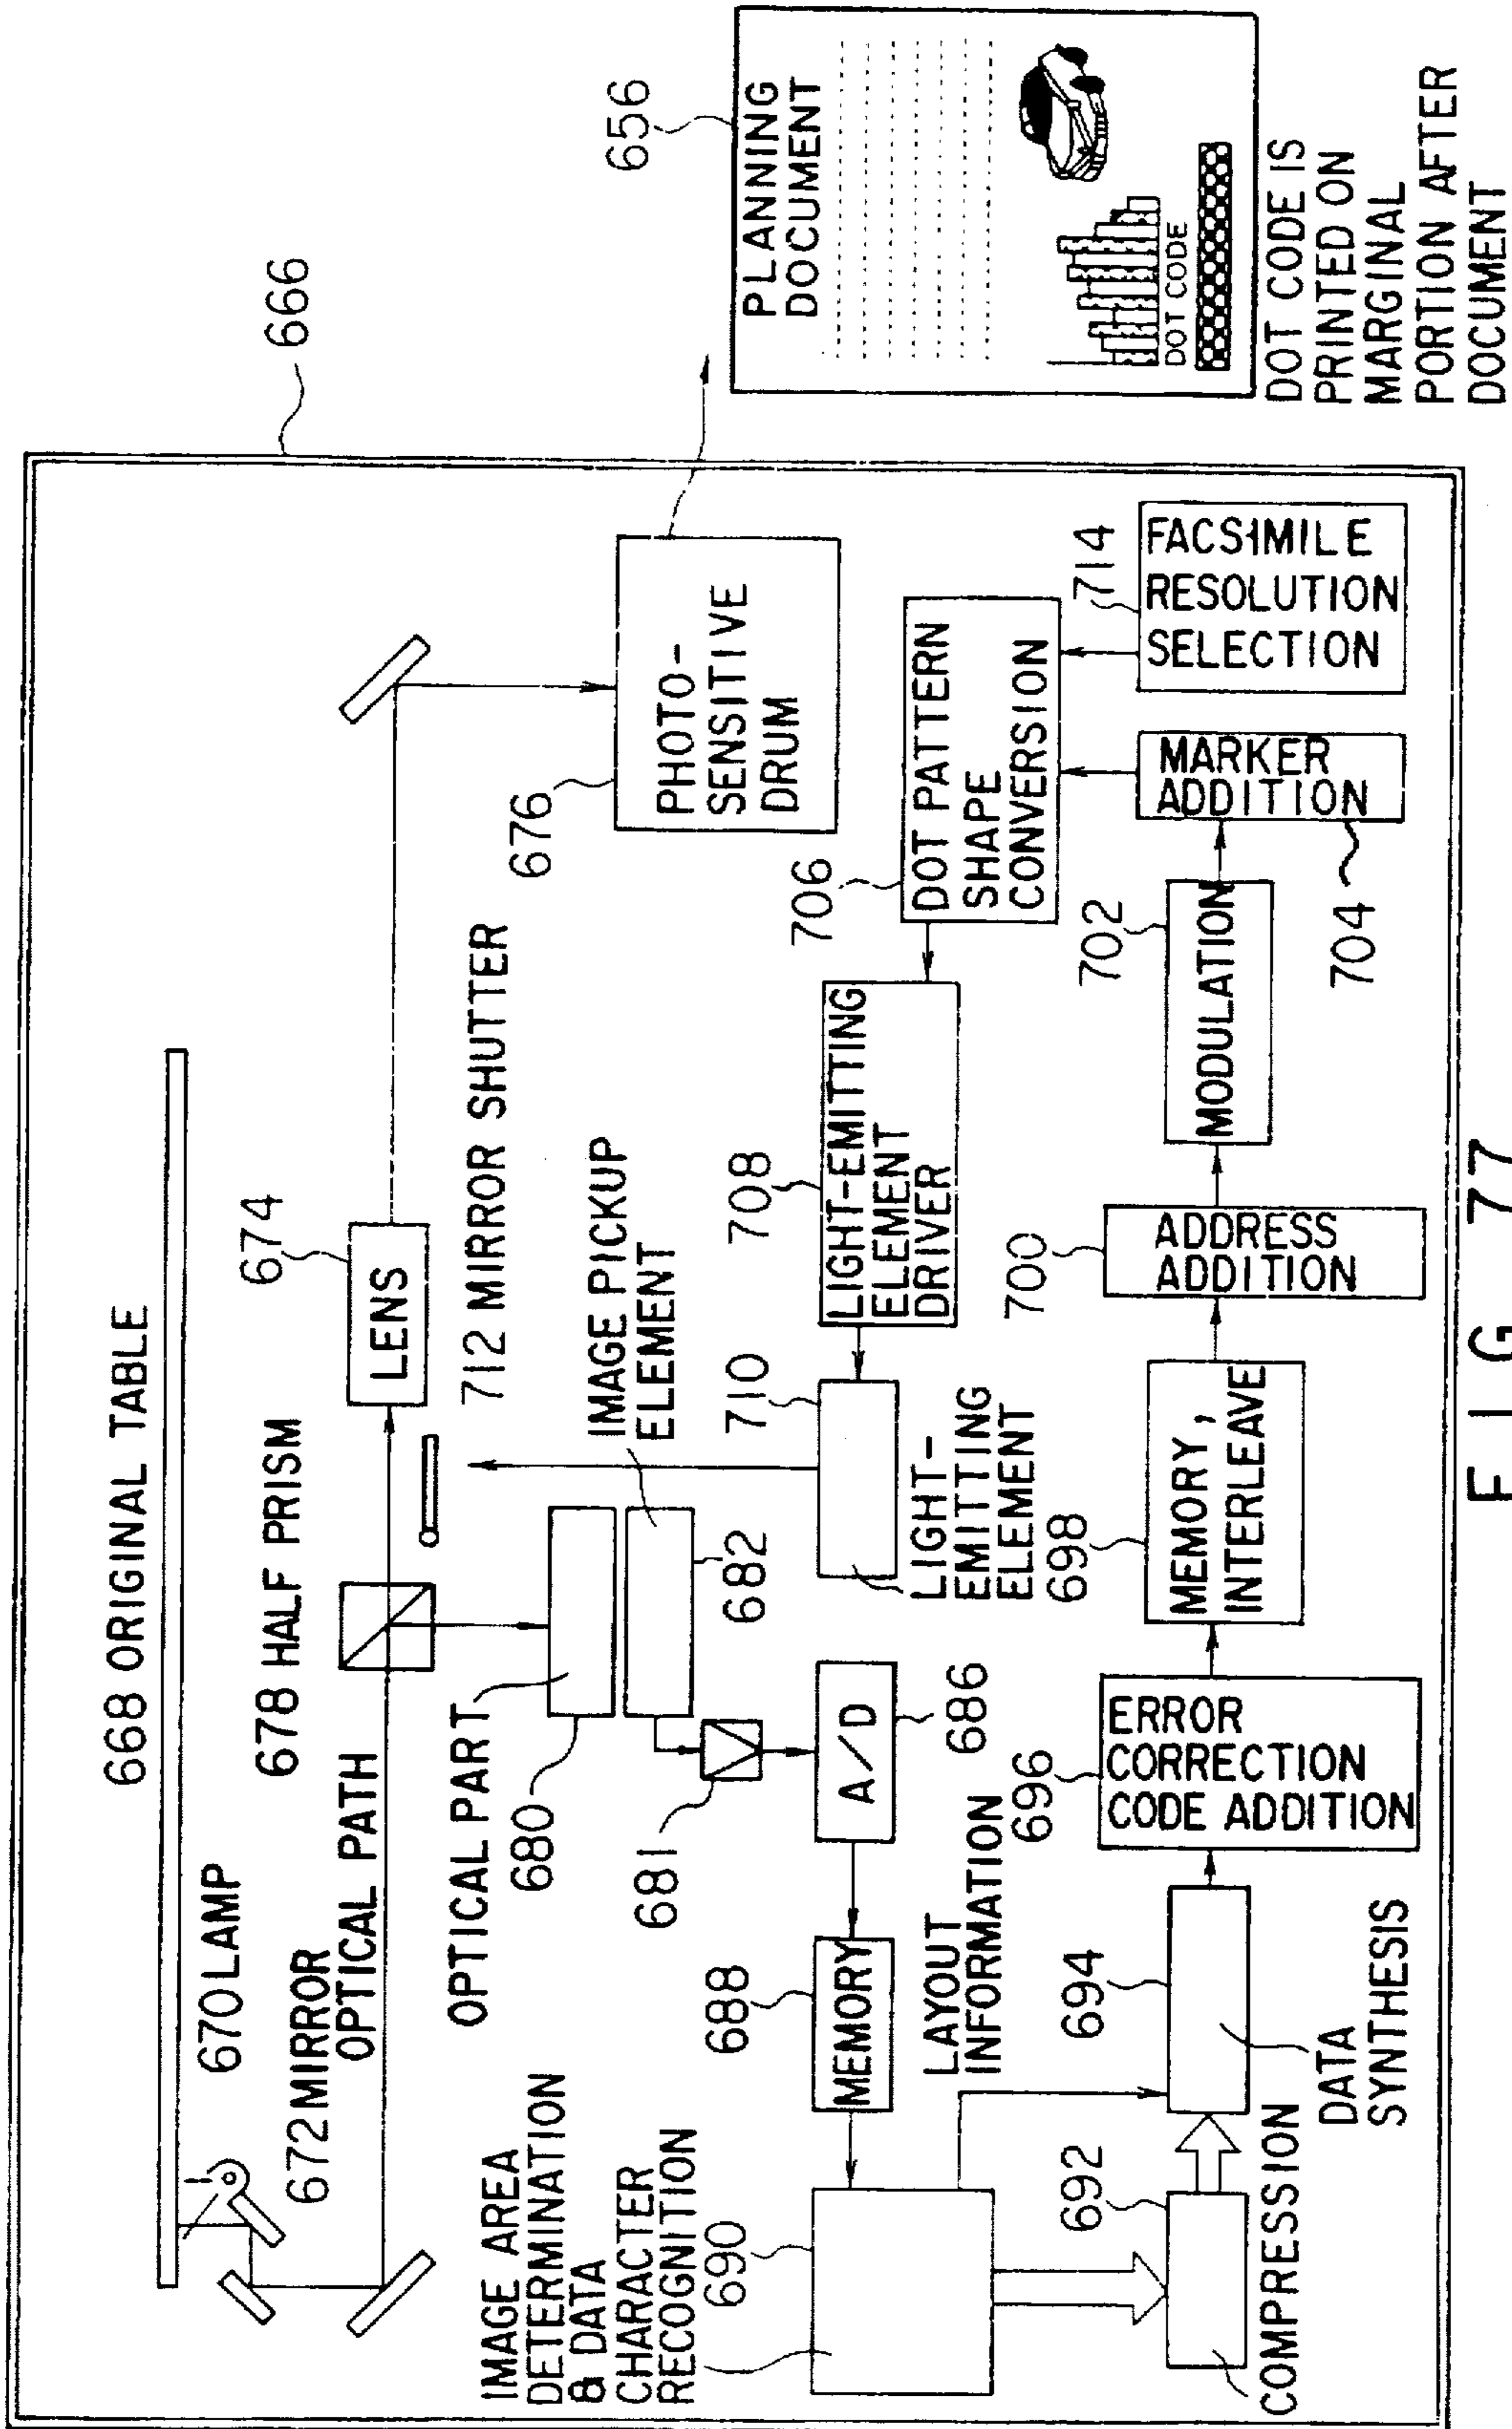 668 ORIGINAL TABLE
670 LAMP
672 MIRROR
OPTICAL PATH
678 HALF PRISM
674
LENS
666
712 MIRROR SHUTTER
OPTICAL PART
680
IMAGE PICKUP
ELEMENT
682
681
676
PHOTO-
SENSITIVE
DRUM
656
PLANNING
DOCUMENT
DOT CODE
DOT CODE IS
PRINTED ON
MARGINAL
PORTION AFTER
DOCUMENT
IMAGE AREA
DETERMINATION
& DATA
CHARACTER
RECOGNITION
690
688
MEMORY
A/D
686
710
LIGHT-
EMITTING
ELEMENT
708
LIGHT-EMITTING
ELEMENT
DRIVER
706
DOT PATTERN
SHAPE
CONVERSION
714
FACSIMILE
RESOLUTION
SELECTION
LAYOUT
INFORMATION
692
COMPRESSION
694
DATA
SYNTHESIS
696
ERROR
CORRECTION
CODE ADDITION
698
MEMORY,
INTERLEAVE
700
ADDRESS
ADDITION
702
MODULATION
MARKER
ADDITION
704
FIG. 77